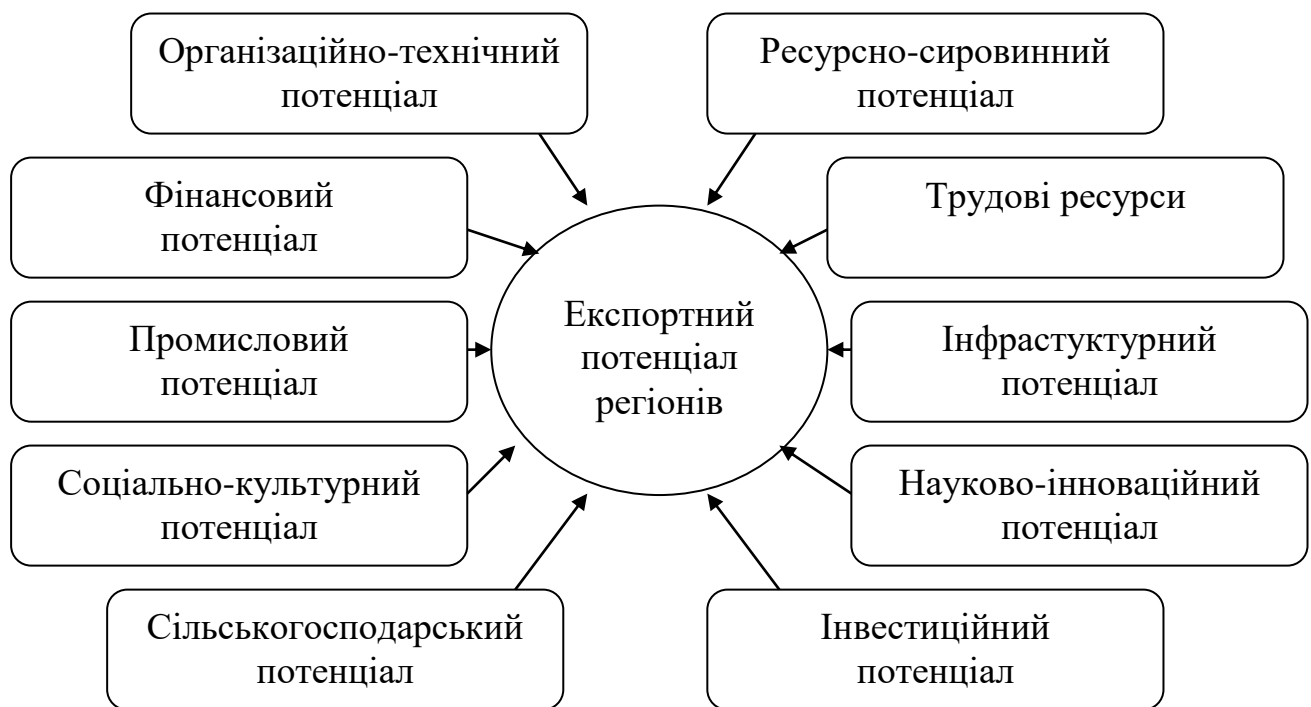 Організаційно-технічний
потенціал
Ресурсно-сировинний
потенціал
Фінансовий
потенціал
Трудові ресурси
Експортний
потенціал
регіонів
Промисловий
потенціал
Інфрастуктурний
потенціал
Соціально-культурний
потенціал
Науково-інноваційний
потенціал
Сільськогосподарський
потенціал
Інвестиційний
потенціал